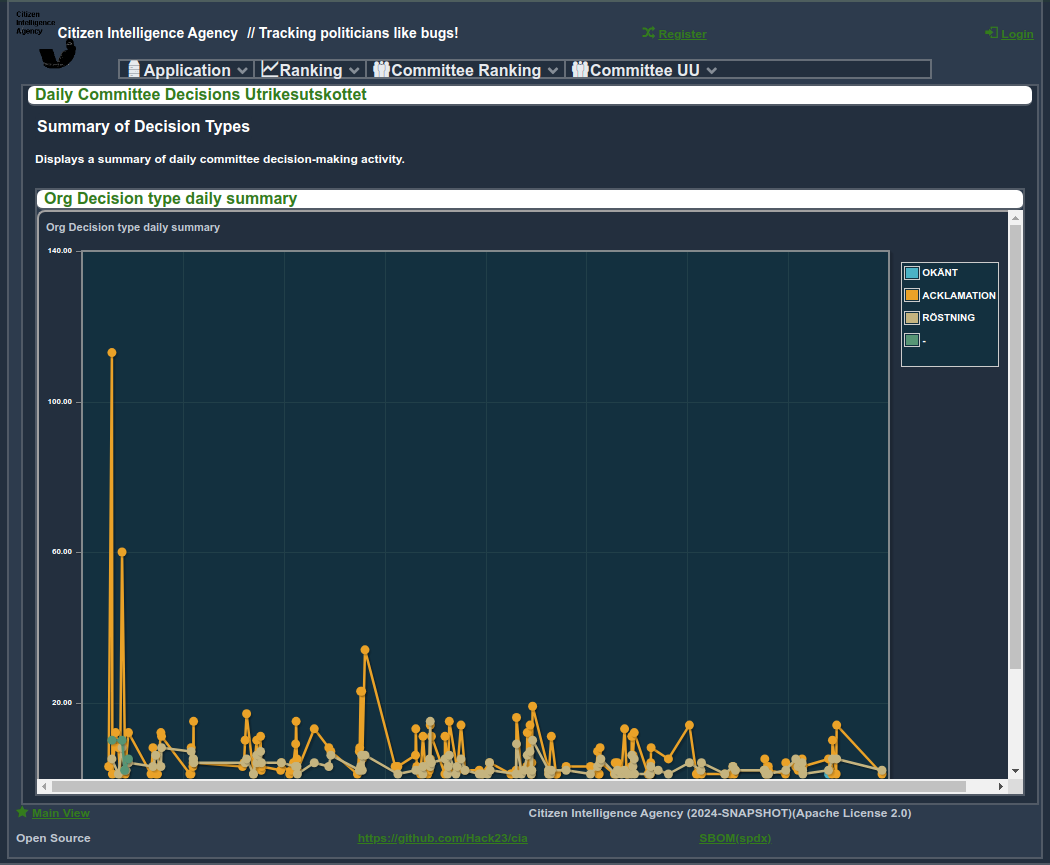 Citizen
Intelligence
Agency
Citizen Intelligence Agency // Tracking politicians like bugs!
Register
Login
Application
Ranking
Committee Ranking
Committee UU
Daily Committee Decisions Utrikesutskottet
Summary of Decision Types
Displays a summary of daily committee decision-making activity.
Org Decision type daily summary
Org Decision type daily summary
140.00
100.00
60.00
20.00
OKÄNT
ACKLAMATION
RÖSTNING
-
Main View
Citizen Intelligence Agency (2024-SNAPSHOT)(Apache License 2.0)
Open Source
https://github.com/Hack23/cia
SBOM(spdx)